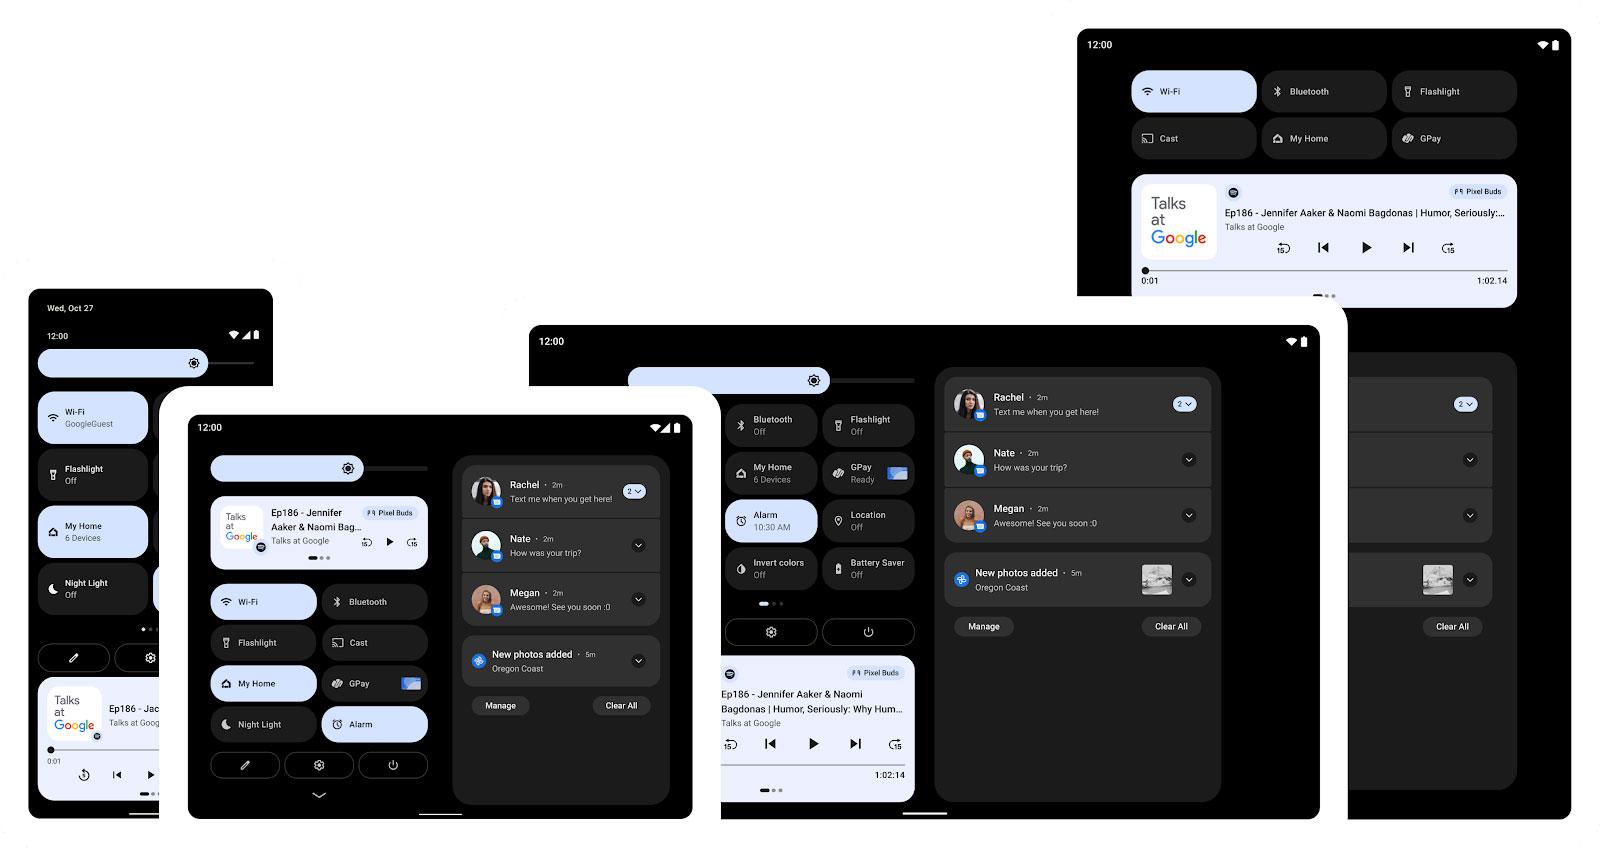 Wed, Oct 27
12:00
Wi-Fi
GoogleGuest
Flashlight
Off
My Home
6 Devices
Night Light
Off
Talks
at
Google
Ep186 - Jac
Talks at Goog
0:01
5
12:00
Talks
at
Google
Ep186 - Jennifer
Aaker & Naomi Bag...
Talks at Google
Pixel Buds
15
15
Wi-Fi
Bluetooth
Flashlight
Cast
My Home
GPay
Night Light
Alarm
Rachel · 2m
Text me when you get here!
2
Nate · 2m
How was your trip?
Megan · 2m
Awesome! See you soon :0
New photos added · 5m
Oregon Coast
Manage
Clear All
12:00
Bluetooth
Off
Flashlight
Off
My Home
6 Devices
GPay
Ready
Alarm
10:30 AM
Location
Off
Invert colors
Off
Battery Saver
Off
Pixel Buds
Ep186 - Jennifer Aaker & Naomi
Bagdonas | Humor, Seriously: Why Hum...
Talks at Google
15
15
1:02:14
Rachel · 2m
Text me when you get here!
2
Nate · 2m
How was your trip?
Megan · 2m
Awesome! See you soon :0
New photos added · 5m
Oregon Coast
Manage
Clear All
12:00
Wi-Fi
Bluetooth
Flashlight
Cast
My Home
GPay
Talks
at
Google
Pixel Buds
Ep186 - Jennifer Aaker & Naomi Bagdonas | Humor, Seriously:...
Talks at Google
15
15
0:01
1:02.14
2
Clear All